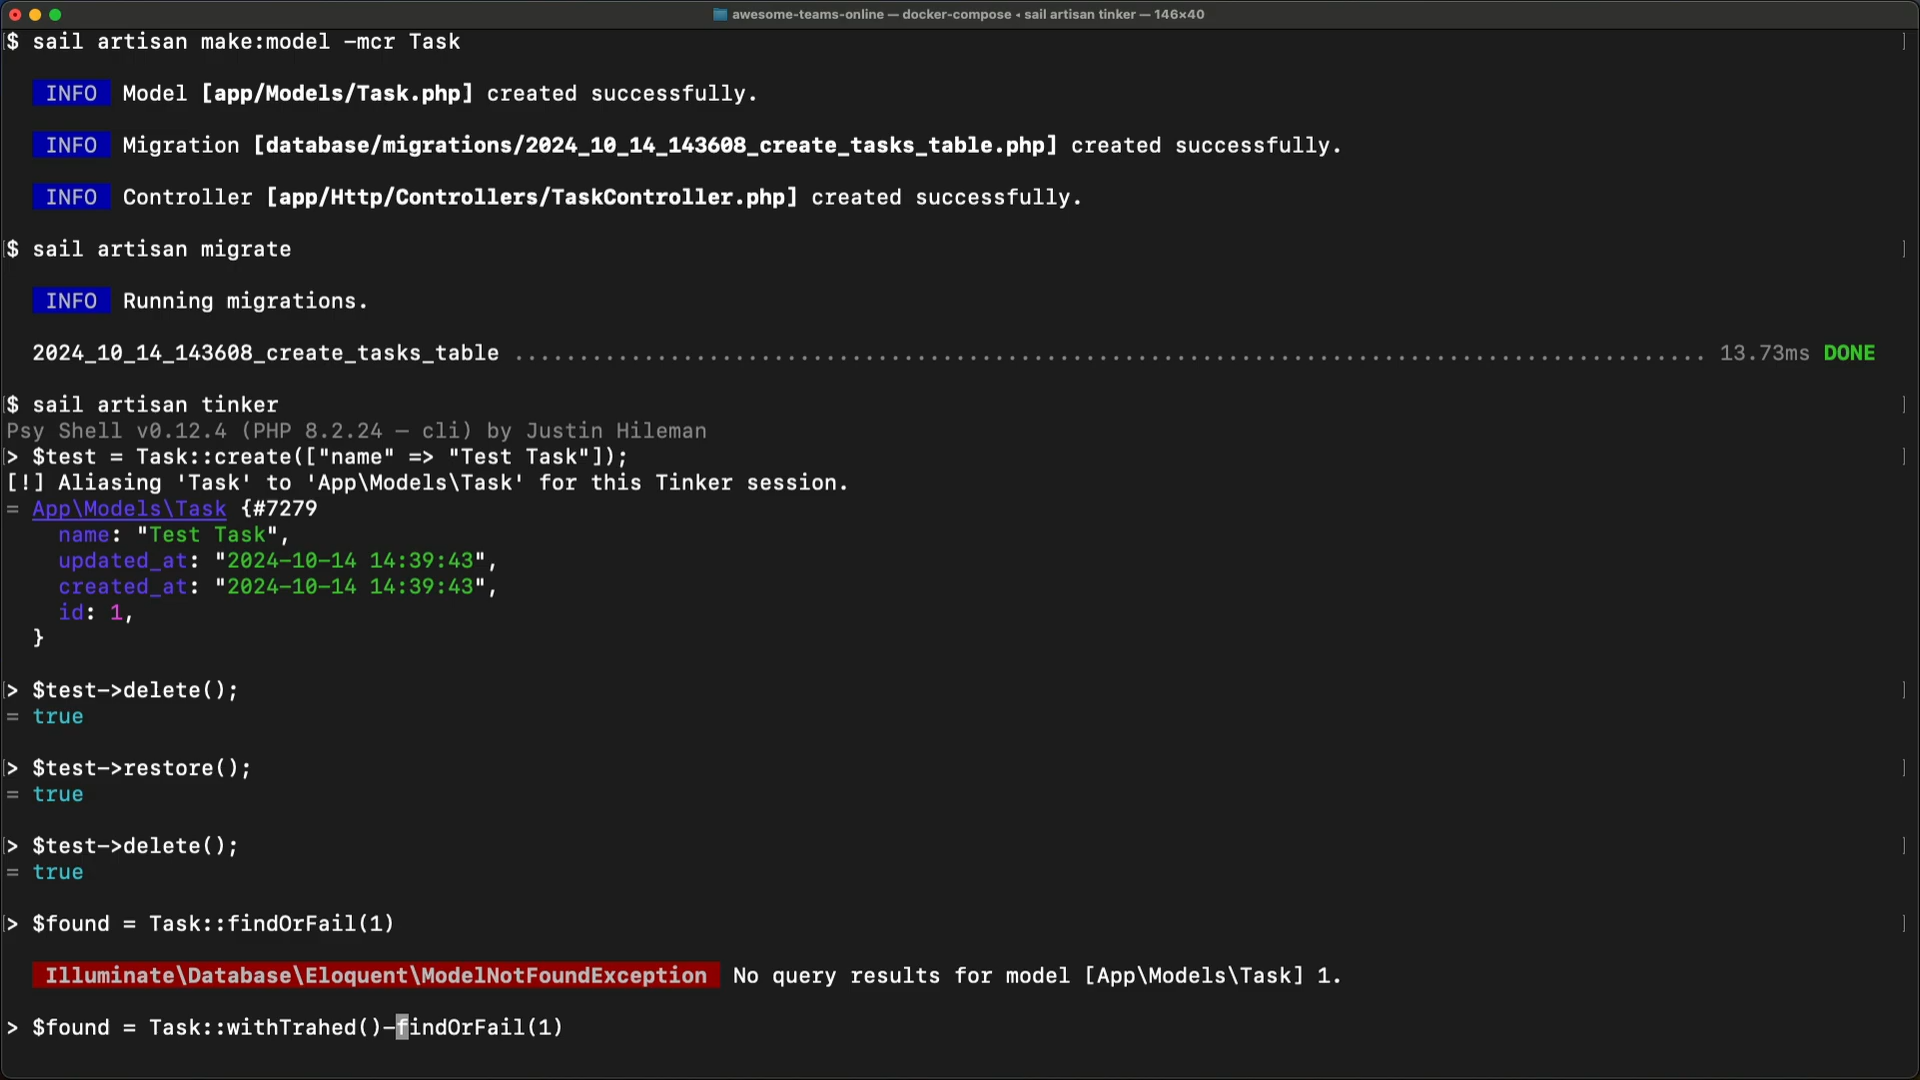 awesome-teams-online — docker-compose ◂ sail artisan tinker — 146×40
$ sail artisan make:model -mcr Task
INFO Model [app/Models/Task.php] created successfully.
INFO Migration [database/migrations/2024_10_14_143608_create_tasks_table.php] created successfully.
INFO Controller [app/Http/Controllers/TaskController.php] created successfully.
$ sail artisan migrate
INFO Running migrations.
2024_10_14_143608_create_tasks_table ............................................................................................ 13.73ms DONE
$ sail artisan tinker
Psy Shell v0.12.4 (PHP 8.2.24 — cli) by Justin Hileman
> $test = Task::create(["name" => "Test Task"]);
[!] Aliasing 'Task' to 'App\Models\Task' for this Tinker session.
= App\Models\Task {#7279
name: "Test Task",
updated_at: "2024-10-14 14:39:43",
created_at: "2024-10-14 14:39:43",
id: 1,
}
> $test->delete();
= true
> $test->restore();
= true
> $test->delete();
= true
> $found = Task::findOrFail(1)
Illuminate\Database\Eloquent\ModelNotFoundException No query results for model [App\Models\Task] 1.
> $found = Task::withTrahed()-findOrFail(1)